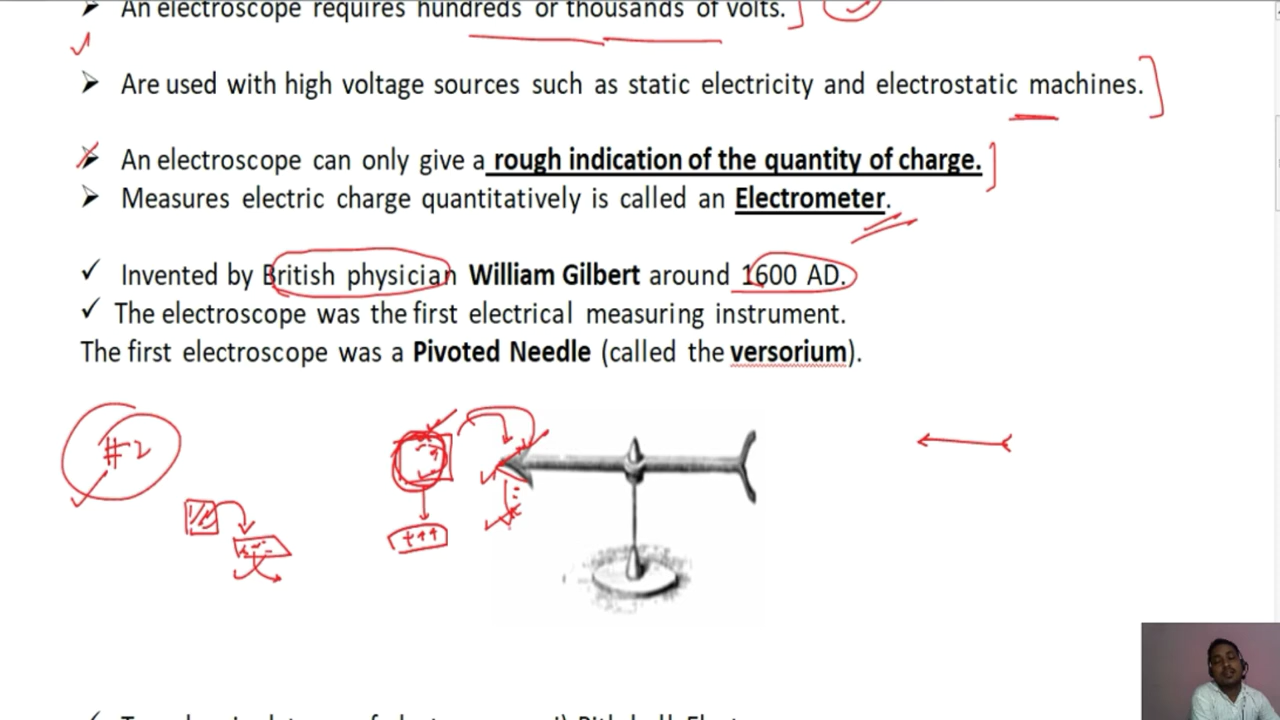 ➤ An electroscope requires hundreds or thousands of volts.
➤ Are used with high voltage sources such as static electricity and electrostatic machines.
➤ An electroscope can only give a rough indication of the quantity of charge.
➤ Measures electric charge quantitatively is called an Electrometer.
✓ Invented by British physician William Gilbert around 1600 AD.
✓ The electroscope was the first electrical measuring instrument.
The first electroscope was a Pivoted Needle (called the versorium).
#2
+++